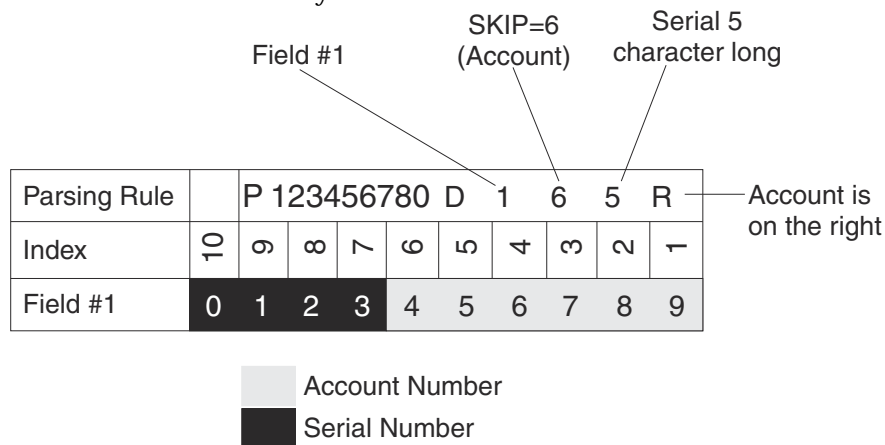 SKIP=6
(Account)
Serial 5
character long
Field #1
Parsing Rule P 123456780 D 1 6 5 R
Account is
on the right
Index 10 9 8 7 6 5 4 3 2 1
Field #1 0 1 2 3 4 5 6 7 8 9
Account Number
Serial Number